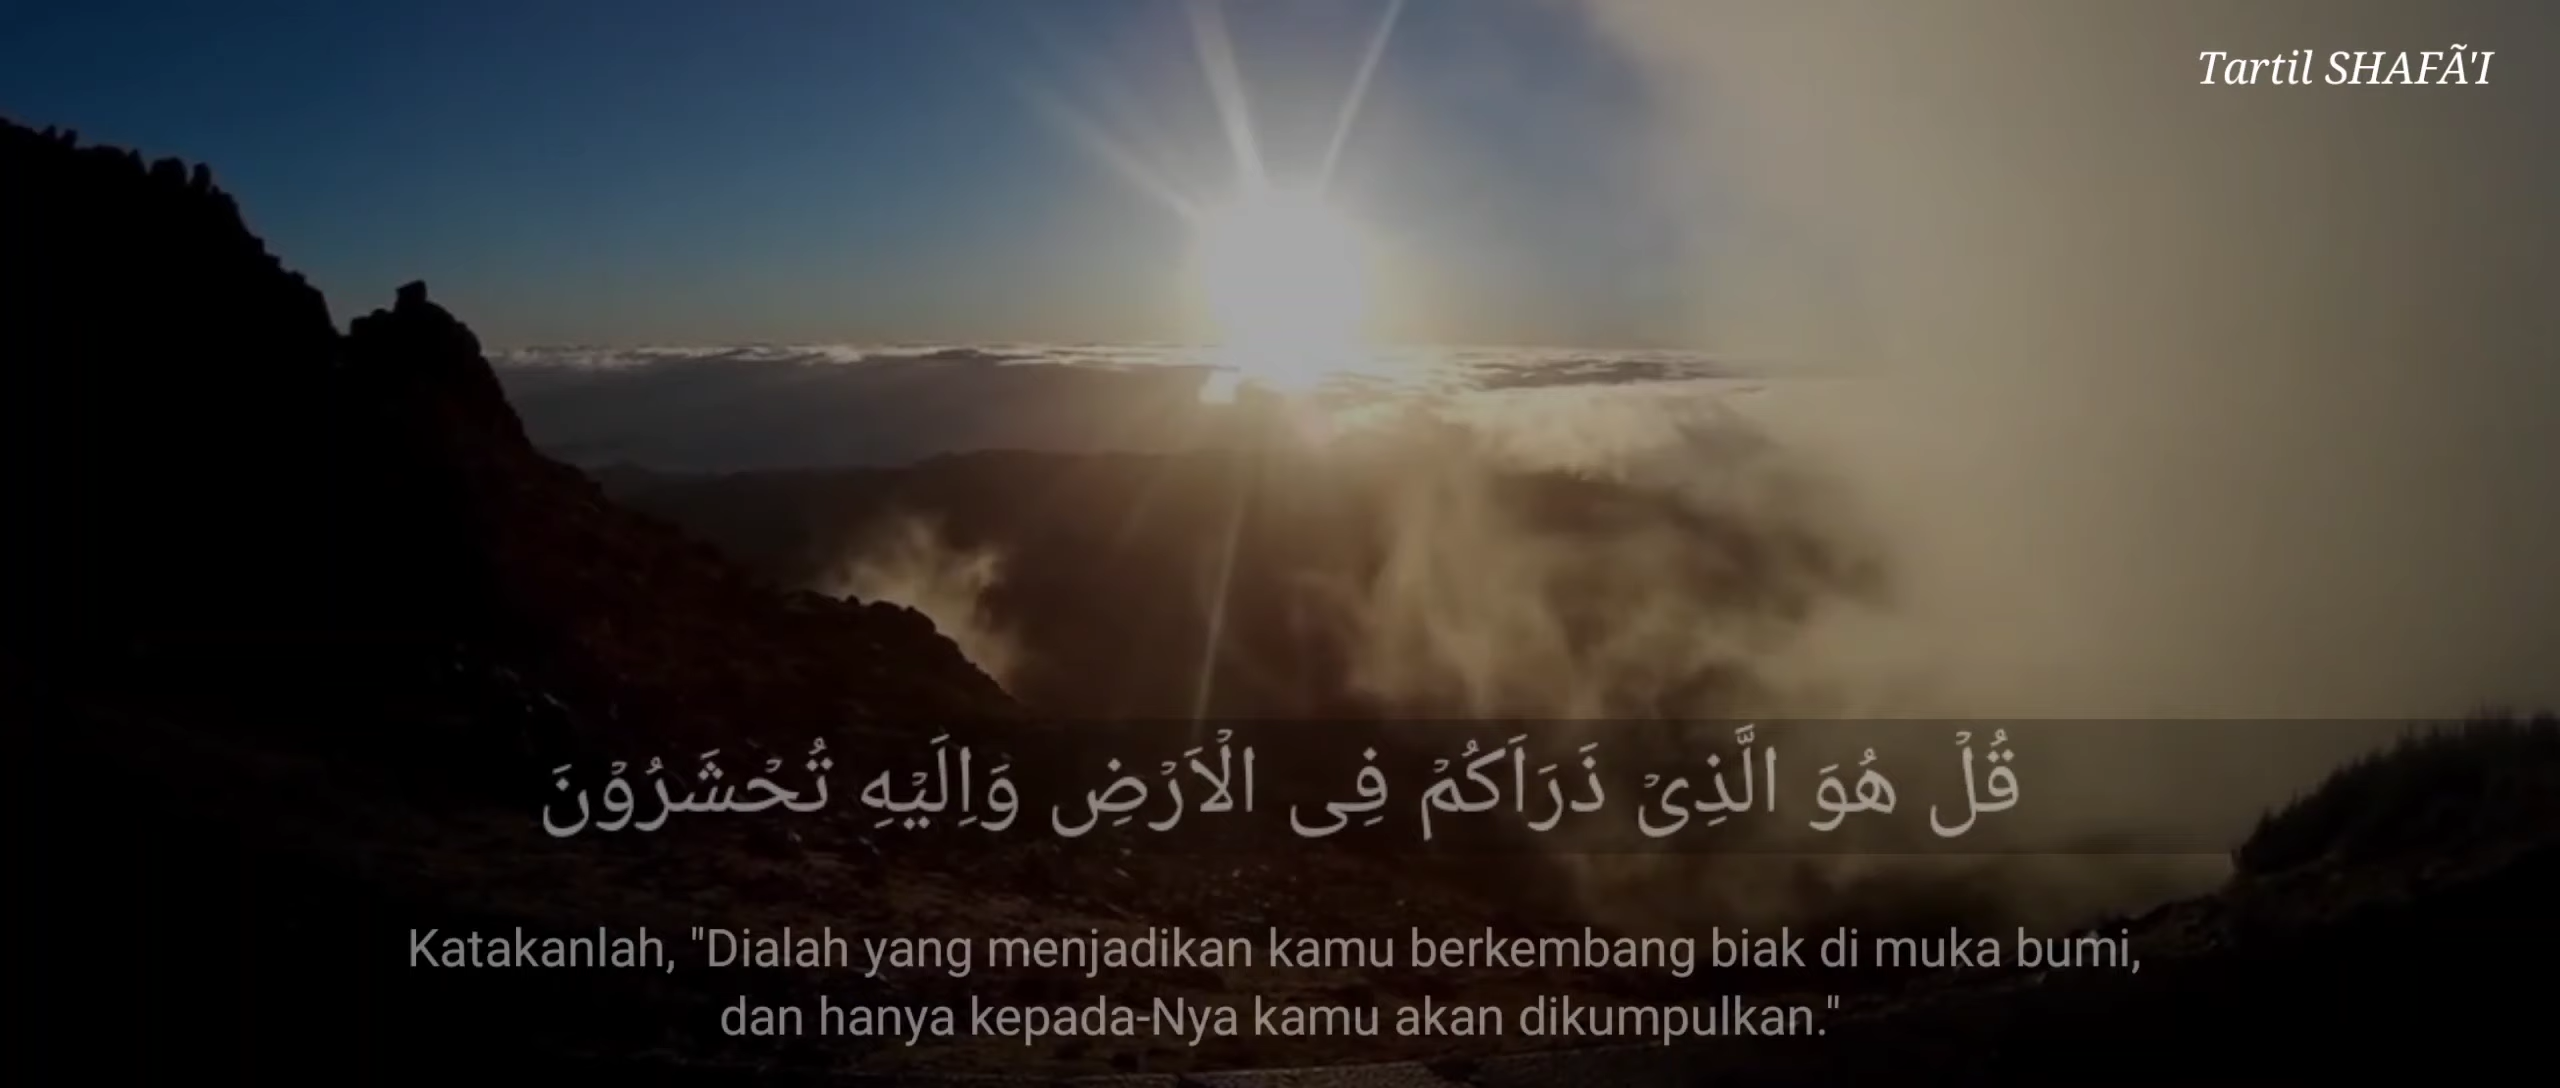 Tartil SHAFÃ'I
قُلْ هُوَ الَّذِىْ ذَرَاَكُمْ فِى الْاَرْضِ وَاِلَيْهِ تُحْشَرُوْنَ
Katakanlah, "Dialah yang menjadikan kamu berkembang biak di muka bumi,
dan hanya kepada-Nya kamu akan dikumpulkan."